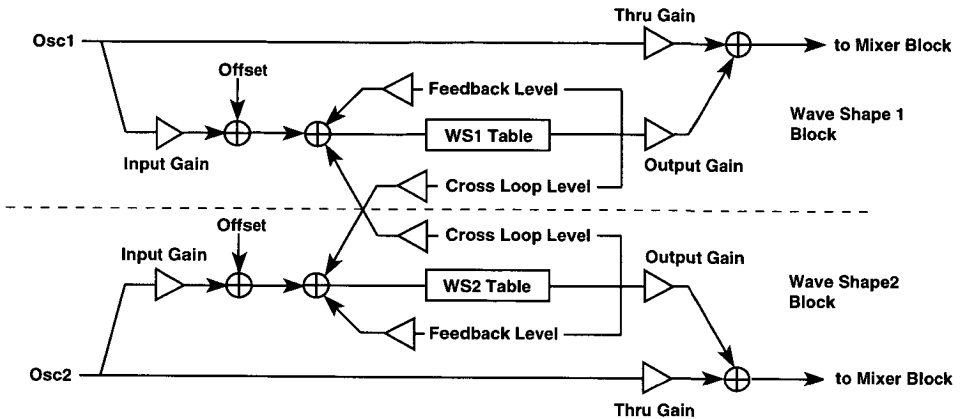 Thru Gain
Osc1
to Mixer Block
Offset
Feedback Level
Wave Shape 1
Block
WS1 Table
Input Gain
Output Gain
Cross Loop Level
Offset
Cross Loop Level
Input Gain
Output Gain
WS2 Table
Wave Shape2
Block
Feedback Level
Osc2
to Mixer Block
Thru Gain